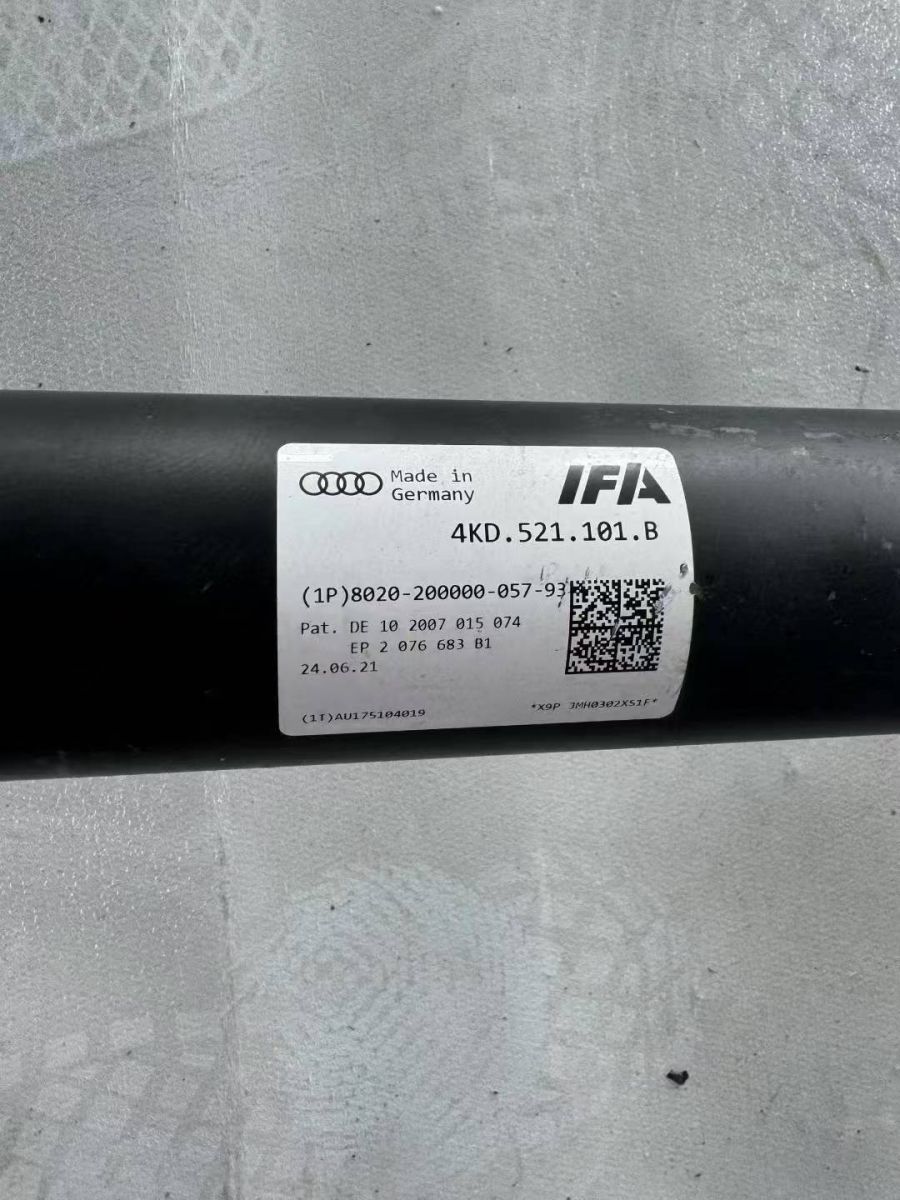 Made in
Germany
IFA
4KD.521.101.B
(1P)8020-200000-057-93
Pat. DE 10 2007 015 074
EP 2 076 683 B1
24.06.21
(1T)AU175104019
*X9P JMH0302XS1F*